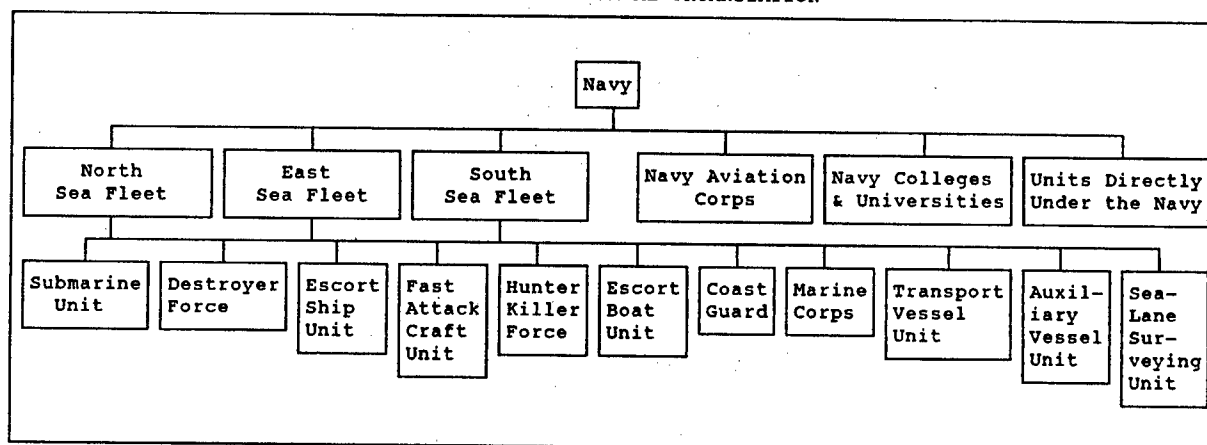 Navy
North
Sea Fleet
East
Sea Fleet
South
Sea Fleet
Navy Aviation
Corps
Navy Colleges
& Universities
Units Directly
Under the Navy
Submarine
Unit
Destroyer
Force
Escort
Ship
Unit
Fast
Attack
Craft
Unit
Hunter
Killer
Force
Escort
Boat
Unit
Coast
Guard
Marine
Corps
Transport
Vessel
Unit
Auxil-
iary
Vessel
Unit
Sea-
Lane
Sur-
veying
Unit